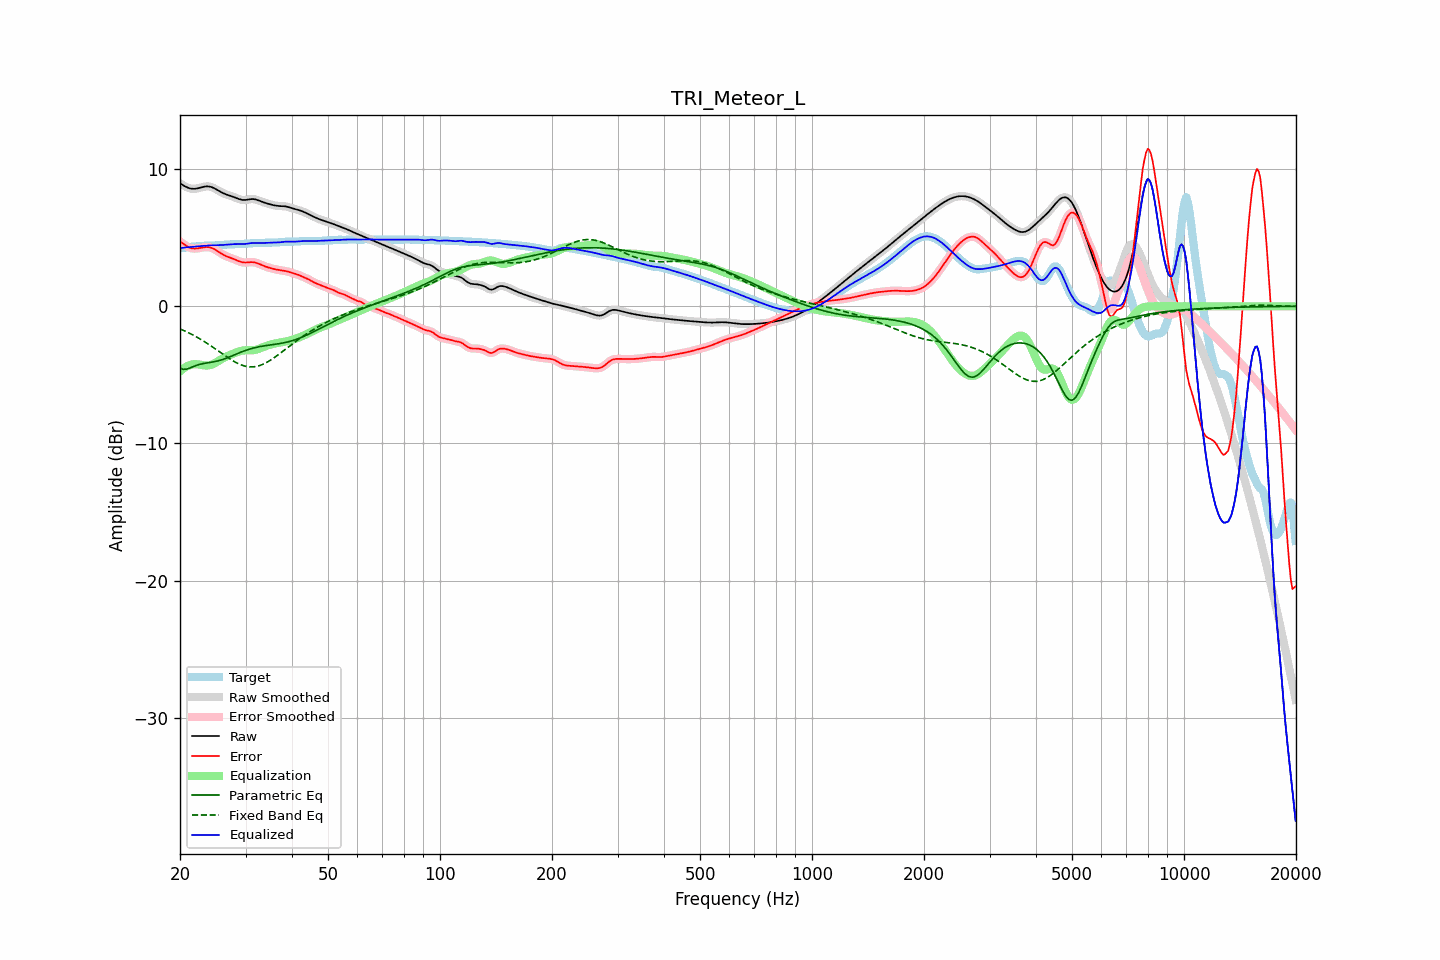 TRI_Meteor_L
Amplitude (dBr)
10
0
−10
−20
−30
Target
Raw Smoothed
Error Smoothed
Raw
Error
Equalization
Parametric Eq
Fixed Band Eq
Equalized
20 50 100 200 500 1000 2000 5000 10000 20000
Frequency (Hz)